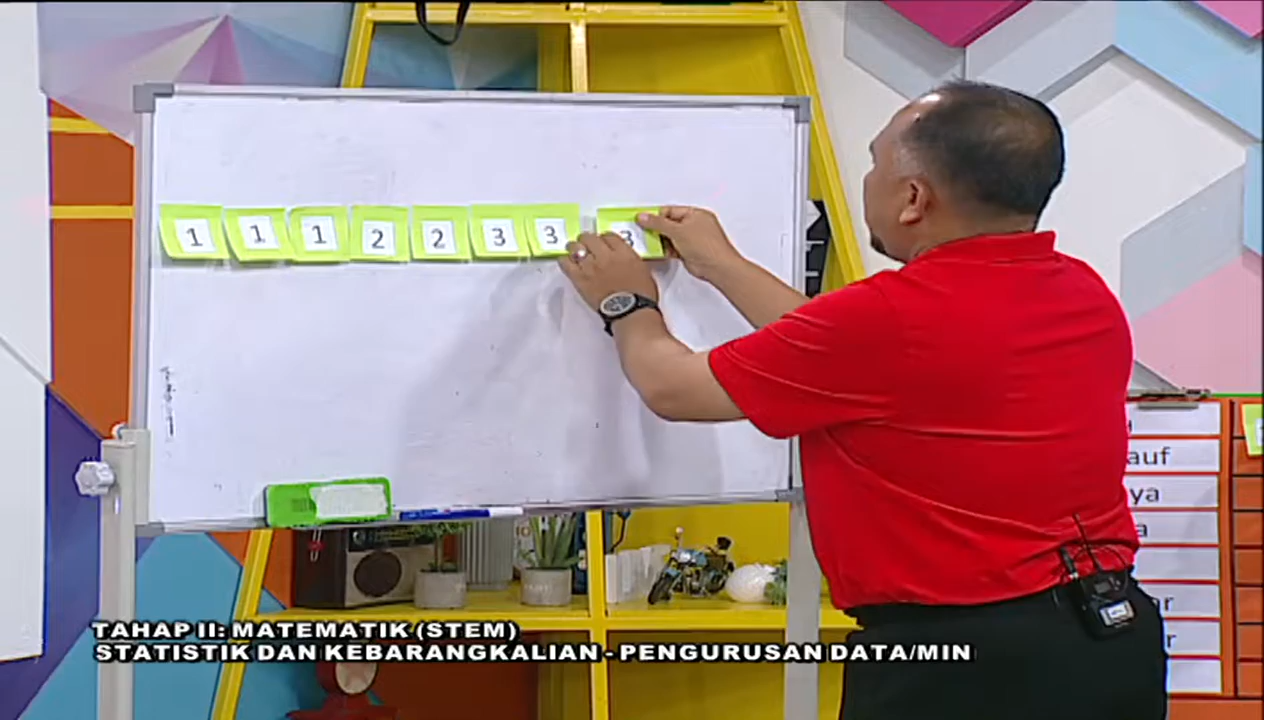 1 1 1 2 2 3 3 3
auf
ya
a
r
r
TAHAP II: MATEMATIK (STEM)
STATISTIK DAN KEBARANGKALIAN - PENGURUSAN DATA/MIN